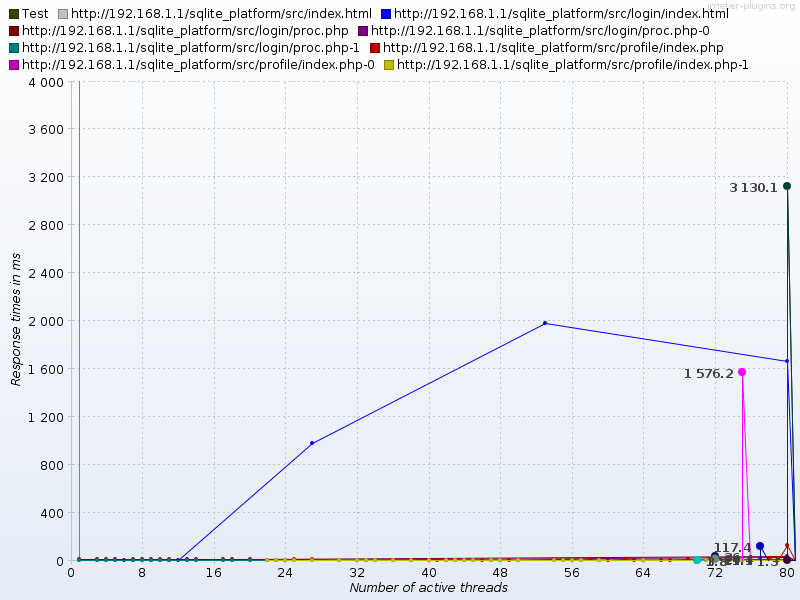 jmeter-plugins.org
Test http://192.168.1.1/sqlite_platform/src/index.html http://192.168.1.1/sqlite_platform/src/login/index.html
http://192.168.1.1/sqlite_platform/src/login/proc.php http://192.168.1.1/sqlite_platform/src/login/proc.php-0
http://192.168.1.1/sqlite_platform/src/login/proc.php-1 http://192.168.1.1/sqlite_platform/src/profile/index.php
http://192.168.1.1/sqlite_platform/src/profile/index.php-0 http://192.168.1.1/sqlite_platform/src/profile/index.php-1
4 000
3 600
3 200
2 800
2 400
2 000
1 600
1 200
800
400
0
Response times in ms
3 130.1
1 576.2
117.4
1.3
0 8 16 24 32 40 48 56 64 72 80
Number of active threads